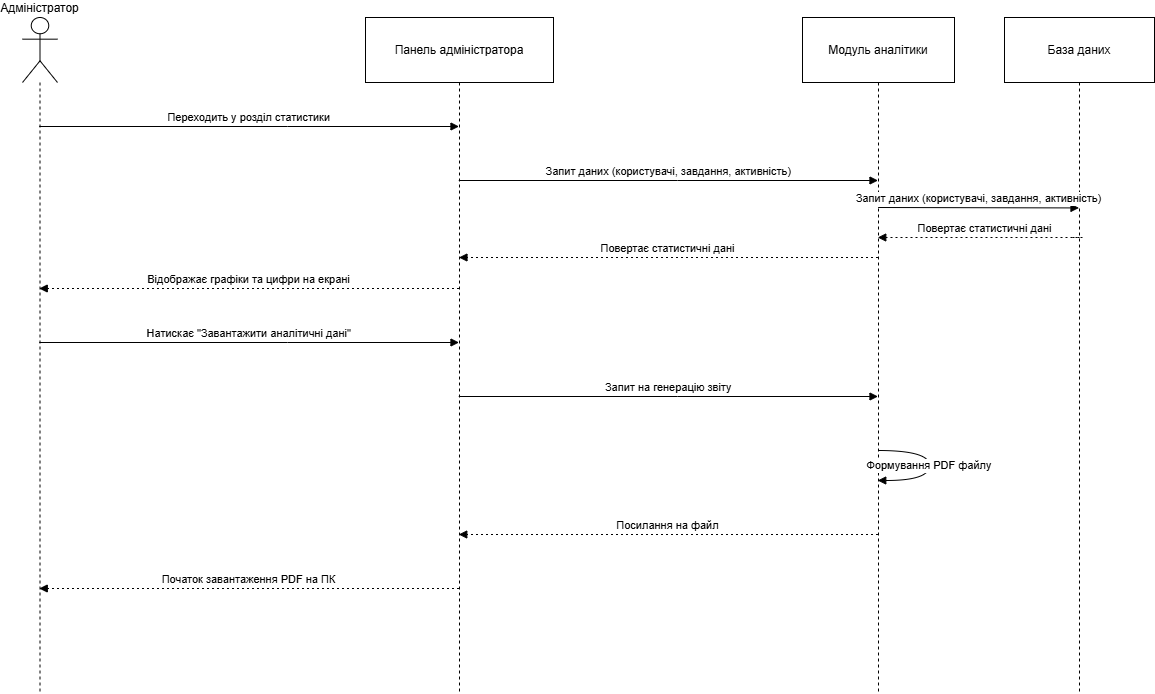 Адміністратор
Панель адміністратора
Модуль аналітики
База даних
Переходить у розділ статистики
Запит даних (користувачі, завдання, активність)
Запит даних (користувачі, завдання, активність)
Повертає статистичні дані
Повертає статистичні дані
Відображає графіки та цифри на екрані
Натискає "Завантажити аналітичні дані"
Запит на генерацію звіту
Формування PDF файлу
Посилання на файл
Початок завантаження PDF на ПК